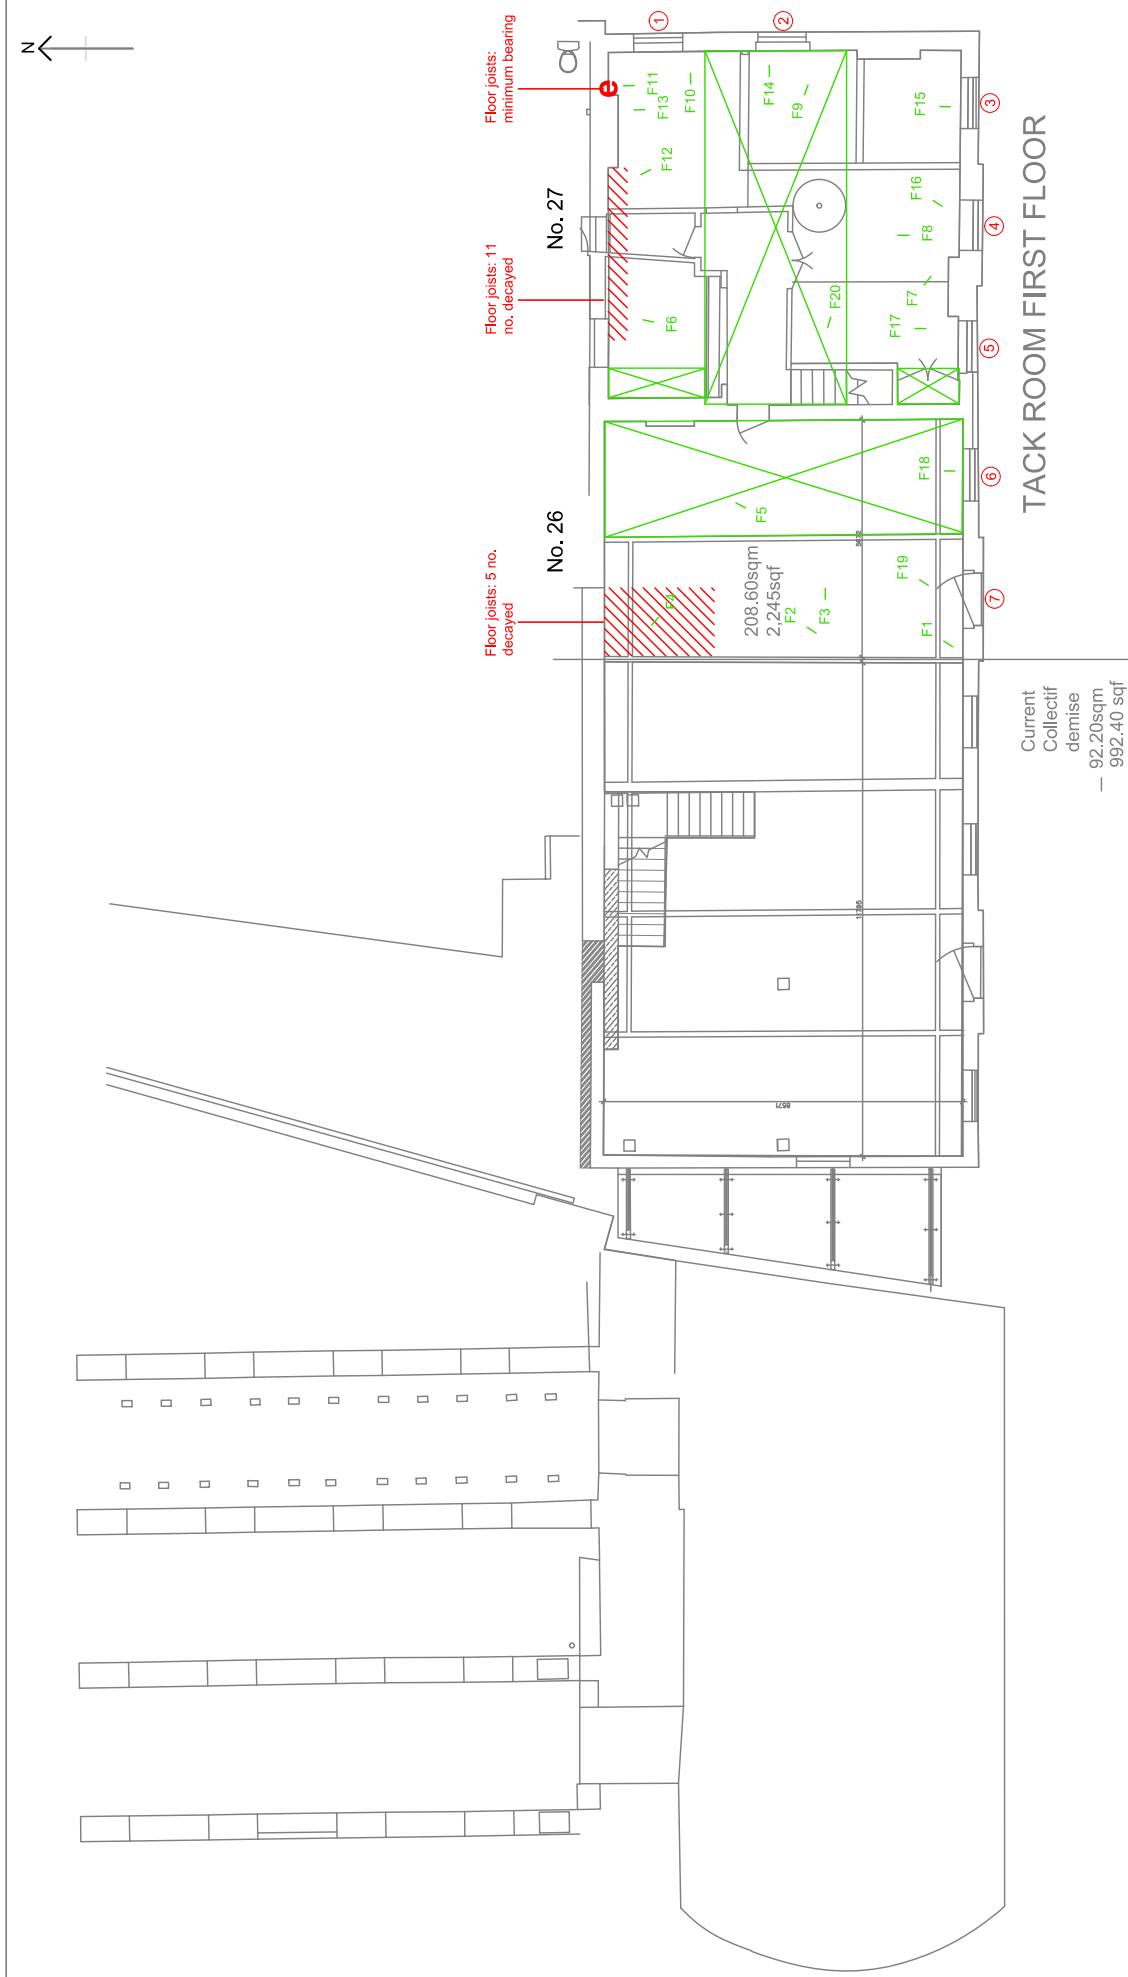 N
Floor joists:
minimum bearing
e
No. 27
Floor joists: 11
no. decayed
No. 26
Floor joists: 5 no.
decayed
F11
F13
F10
F12
F14
F9
F15
F16
F8
F7
F17
F20
F6
F5
F18
F19
F4
F2
F3
F1
208.60sqm
2,245sqf
1
2
3
4
5
6
7
TACK ROOM FIRST FLOOR
Current
Collectif
demise
— 92.20sqm
992.40 sqf
11795
8571